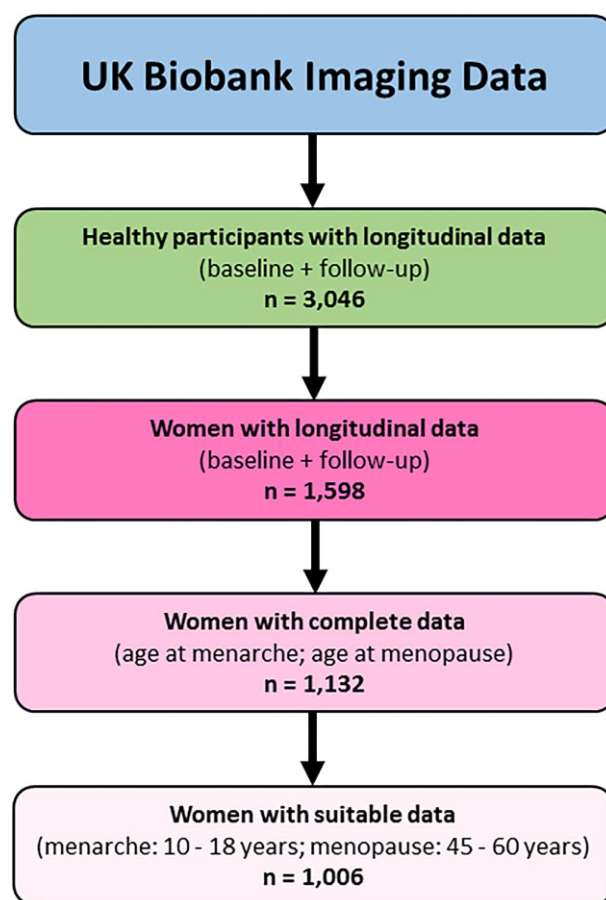 UK Biobank Imaging Data
Healthy participants with longitudinal data
(baseline + follow-up)
n = 3,046
Women with longitudinal data
(baseline + follow-up)
n = 1,598
Women with complete data
(age at menarche; age at menopause)
n = 1,132
Women with suitable data
(menarche: 10 - 18 years; menopause: 45 - 60 years)
n = 1,006